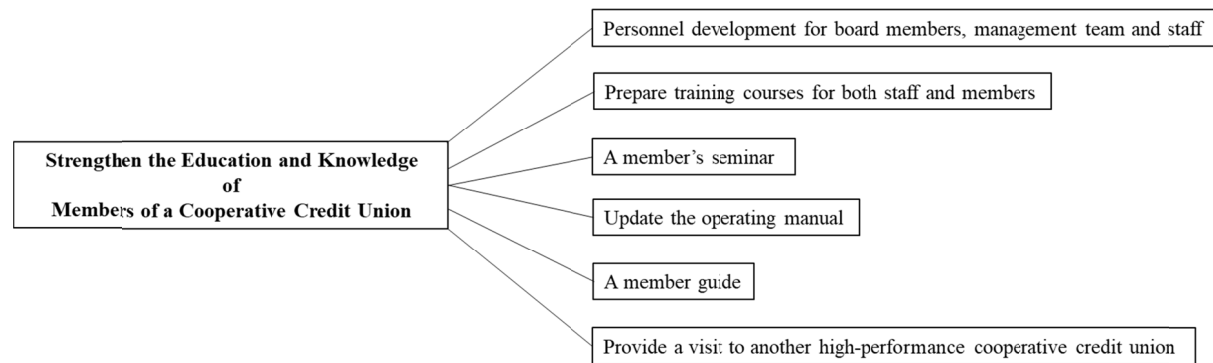 Strengthen the Education and Knowledge
of
Members of a Cooperative Credit Union
Personnel development for board members, management team and staff
Prepare training courses for both staff and members
A member's seminar
Update the operating manual
A member guide
Provide a visit to another high-performance cooperative credit union